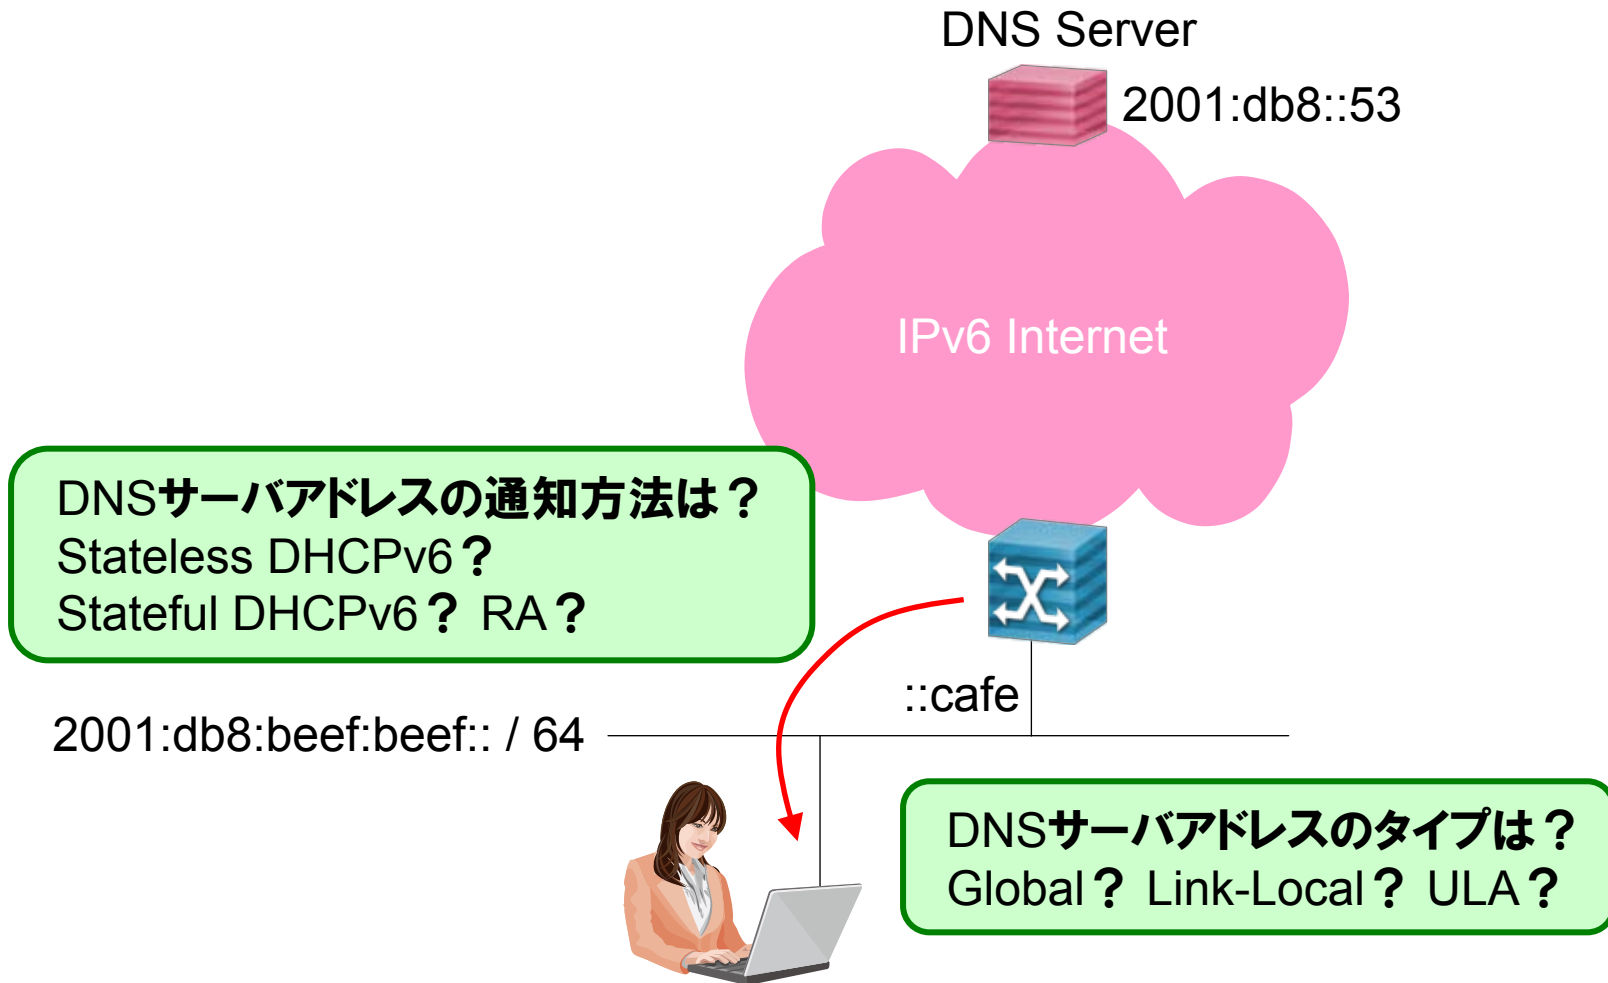 DNS Server
2001:db8::53
IPv6 Internet
DNSサーバアドレスの通知方法は？
Stateless DHCPv6？
Stateful DHCPv6？ RA？
::cafe
2001:db8:beef:beef:: / 64
DNSサーバアドレスのタイプは？
Global？ Link-Local？ ULA？